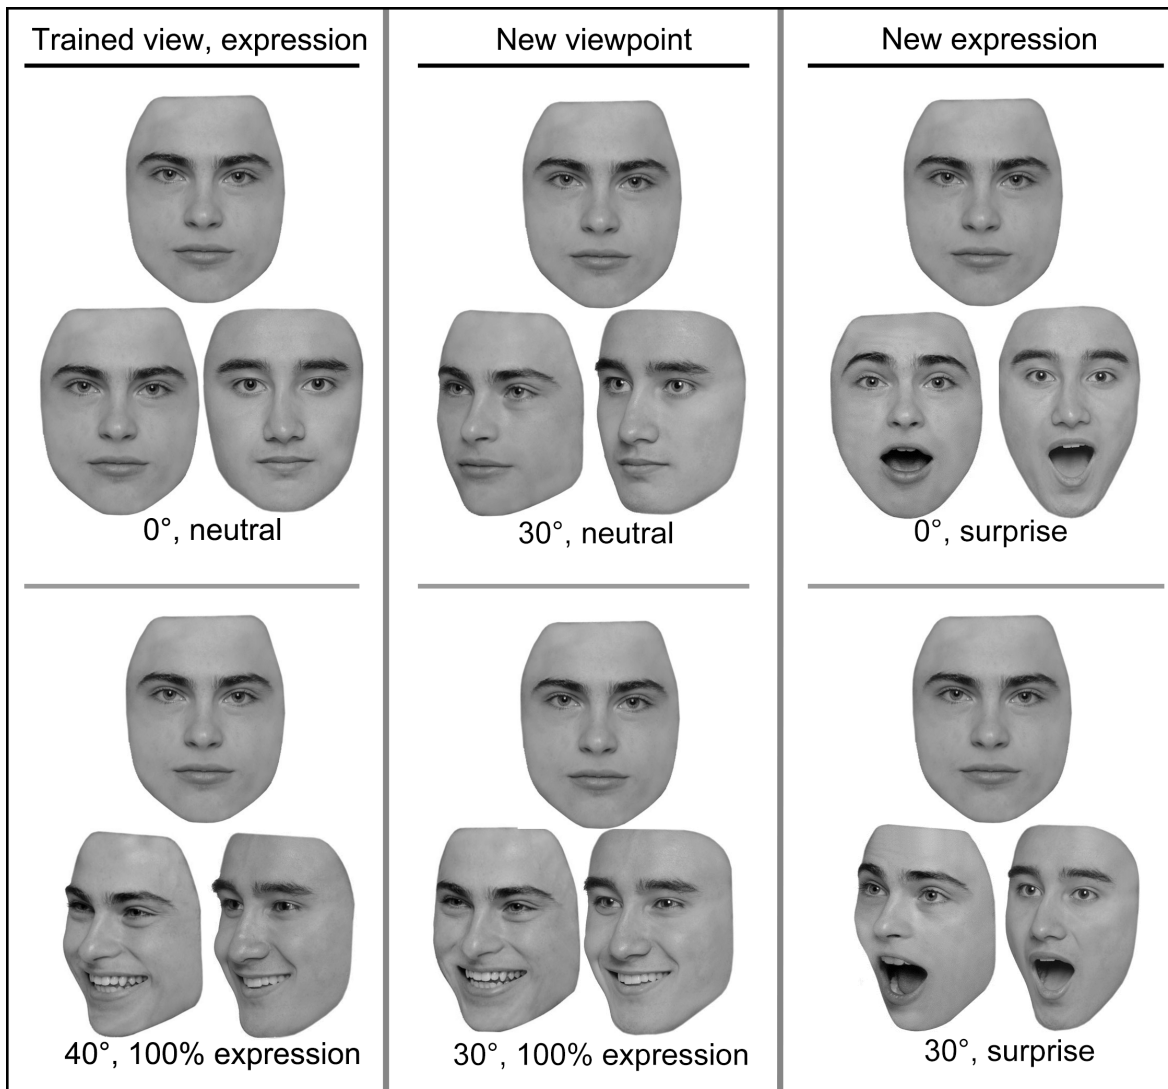 Trained view, expression
New viewpoint
New expression
0°, neutral
30°, neutral
0°, surprise
40°, 100% expression
30°, 100% expression
30°, surprise